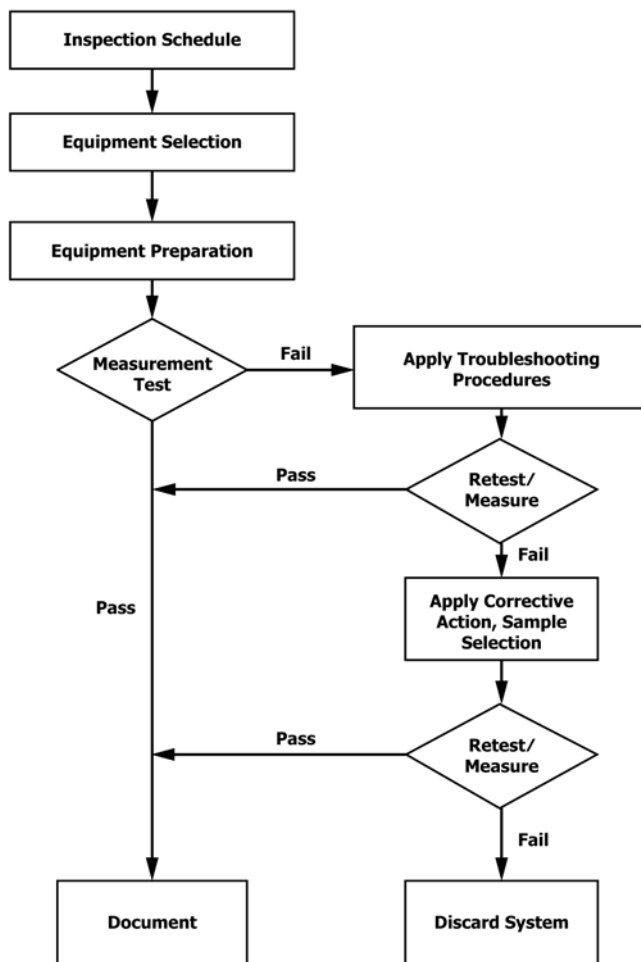 Inspection Schedule
Equipment Selection
Equipment Preparation
Measurement
Test
Fail
Apply Troubleshooting
Procedures
Pass
Retest/
Measure
Fail
Pass
Apply Corrective
Action, Sample
Selection
Pass
Retest/
Measure
Fail
Document
Discard System